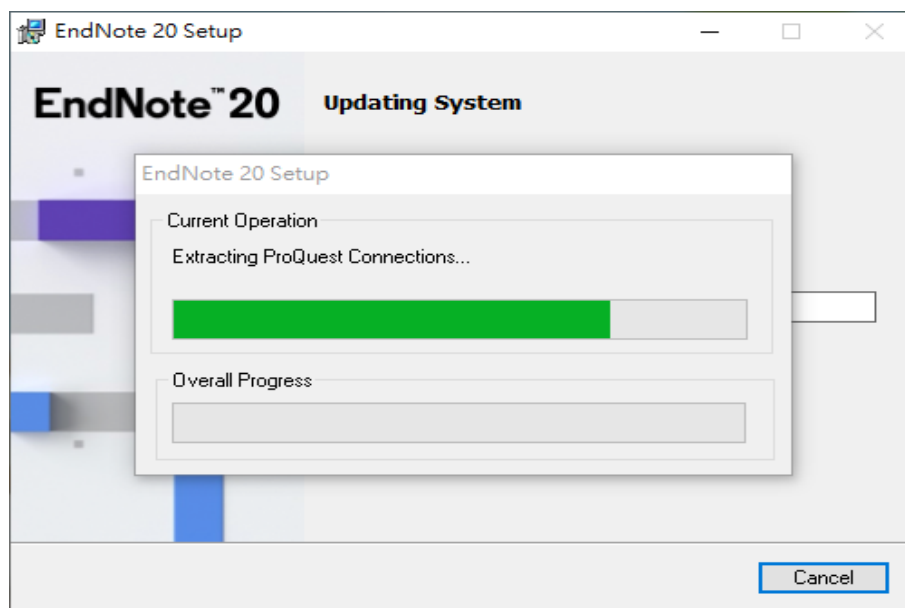 EndNote 20 Setup
EndNote™20
Updating System
EndNote 20 Setup
Current Operation
Extracting ProQuest Connections...
Overall Progress
Cancel